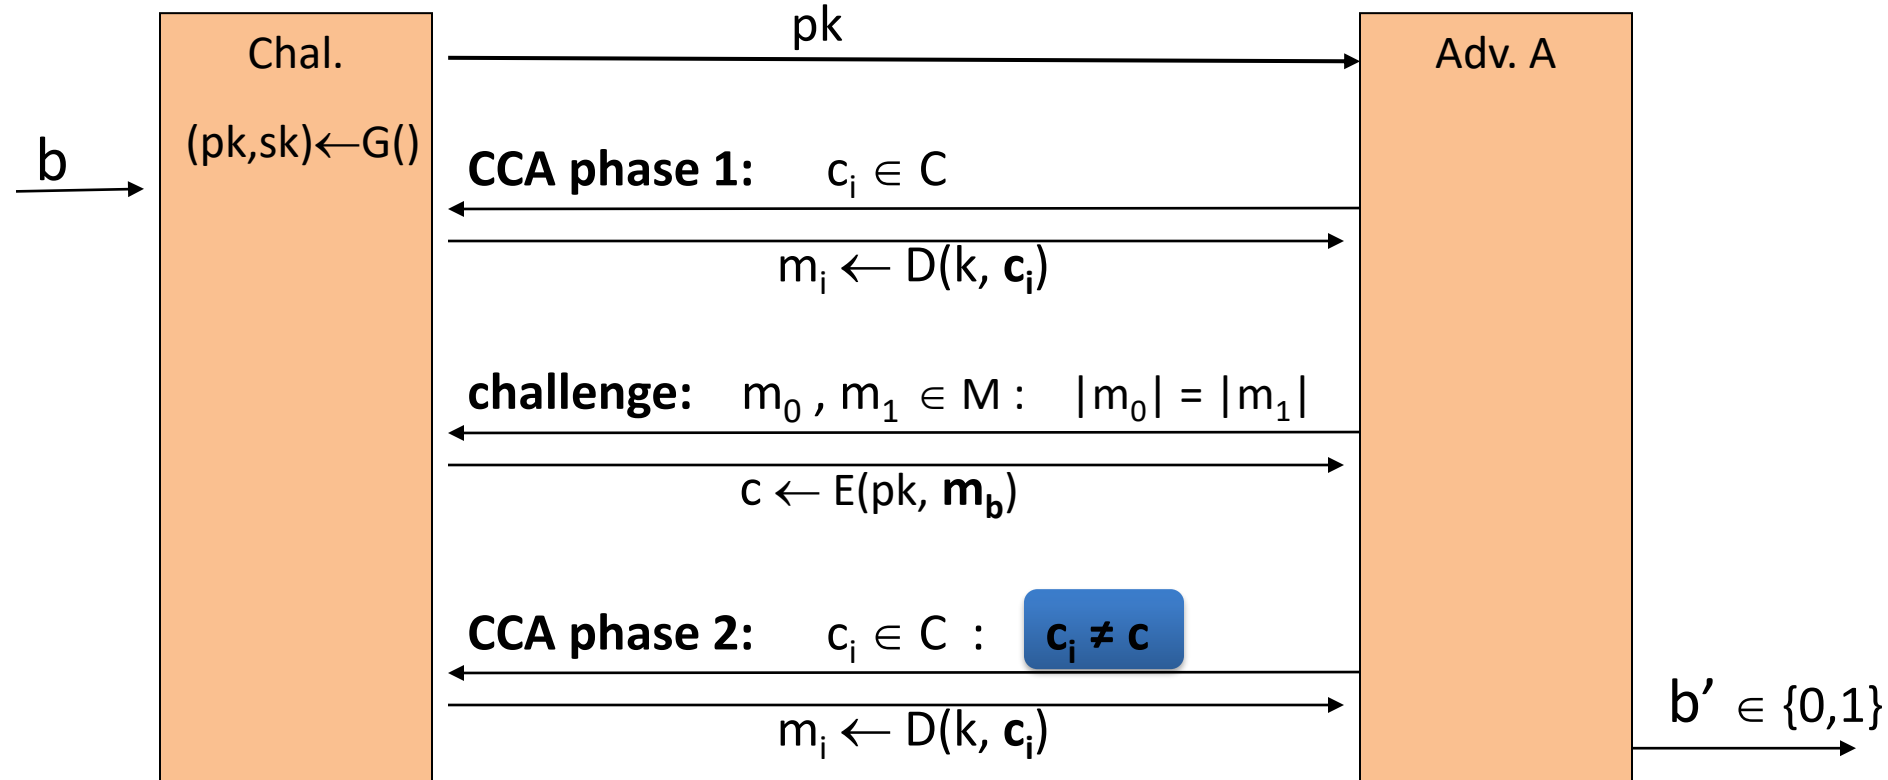 pk
Chal.
Adv. A
(pk,sk)←G()
b
CCA phase 1: cᵢ ∈ C
mᵢ ← D(k, cᵢ)
challenge: m₀ , m₁ ∈ M : |m₀| = |m₁|
c ← E(pk, m_b)
CCA phase 2: cᵢ ∈ C : cᵢ ≠ c
mᵢ ← D(k, cᵢ)
b’ ∈ {0,1}